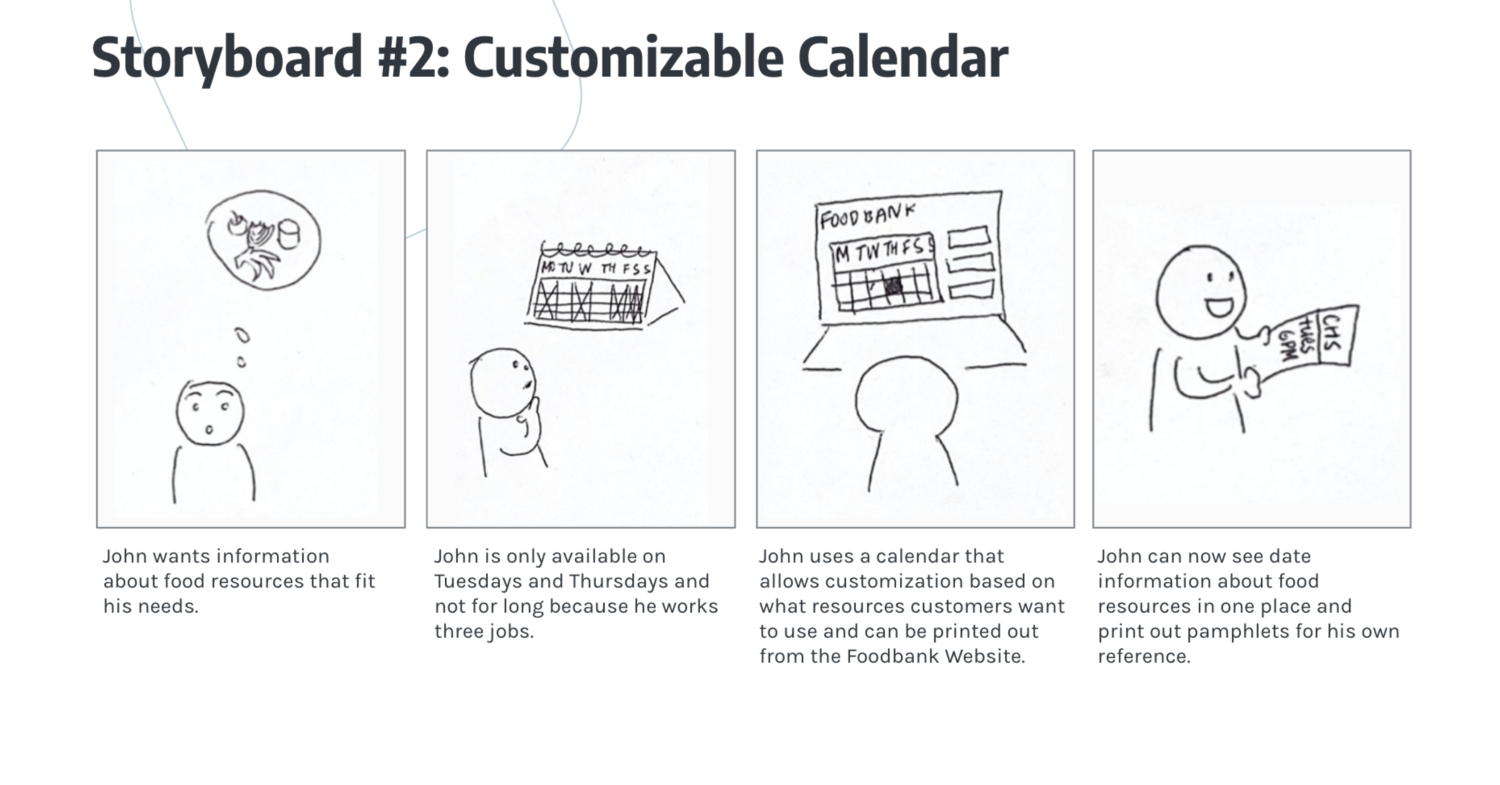 Storyboard #2: Customizable Calendar
MO TU W TH F S S
FOODBANK
M T W TH F S S
CHS
TUES
6PM
John wants information
about food resources that fit
his needs.
John is only available on
Tuesdays and Thursdays and
not for long because he works
three jobs.
John uses a calendar that
allows customization based on
what resources customers want
to use and can be printed out
from the Foodbank Website.
John can now see date
information about food
resources in one place and
print out pamphlets for his own
reference.